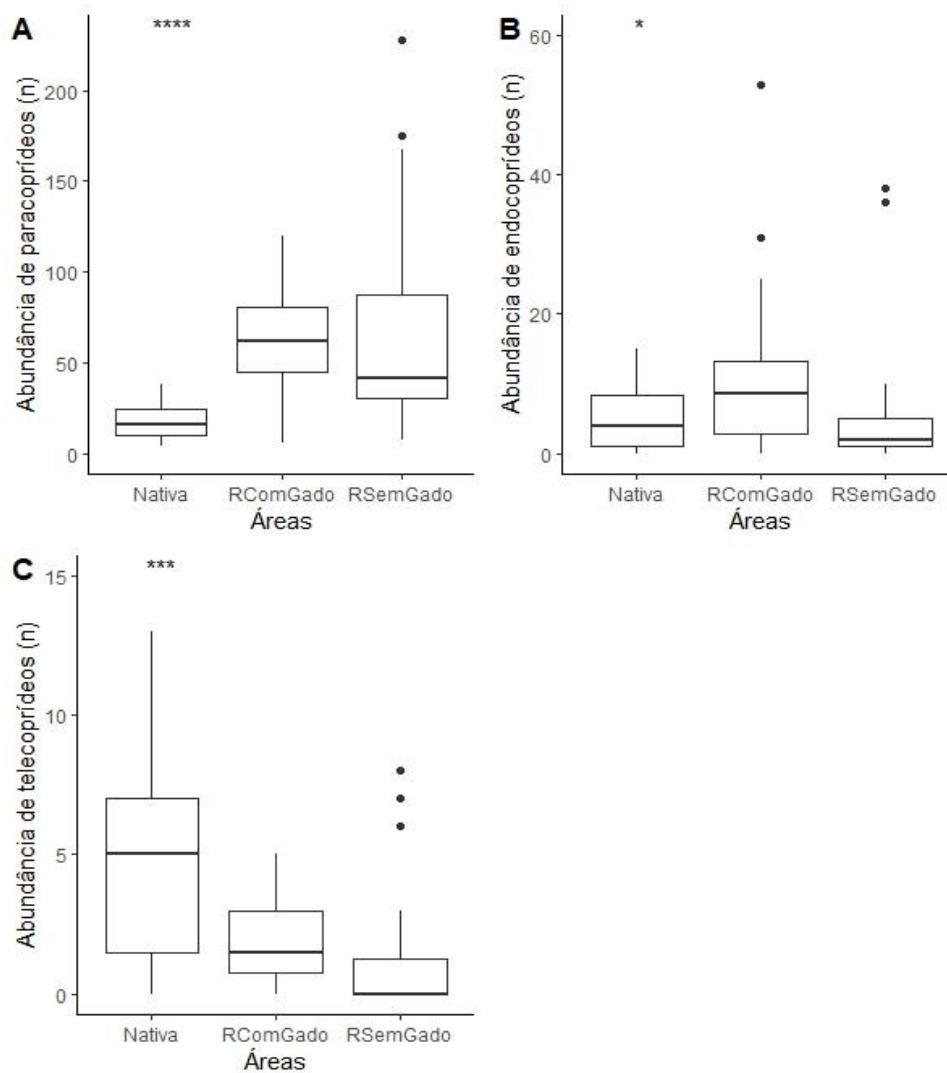 A
****
Abundância de paracoprídeos (n)
200
150
100
50
0
Nativa RComGado RSemGado
Áreas
B
*
Abundância de endocoprídeos (n)
60
40
20
0
Nativa RComGado RSemGado
Áreas
C
***
Abundância de telecoprídeos (n)
15
10
5
0
Nativa RComGado RSemGado
Áreas